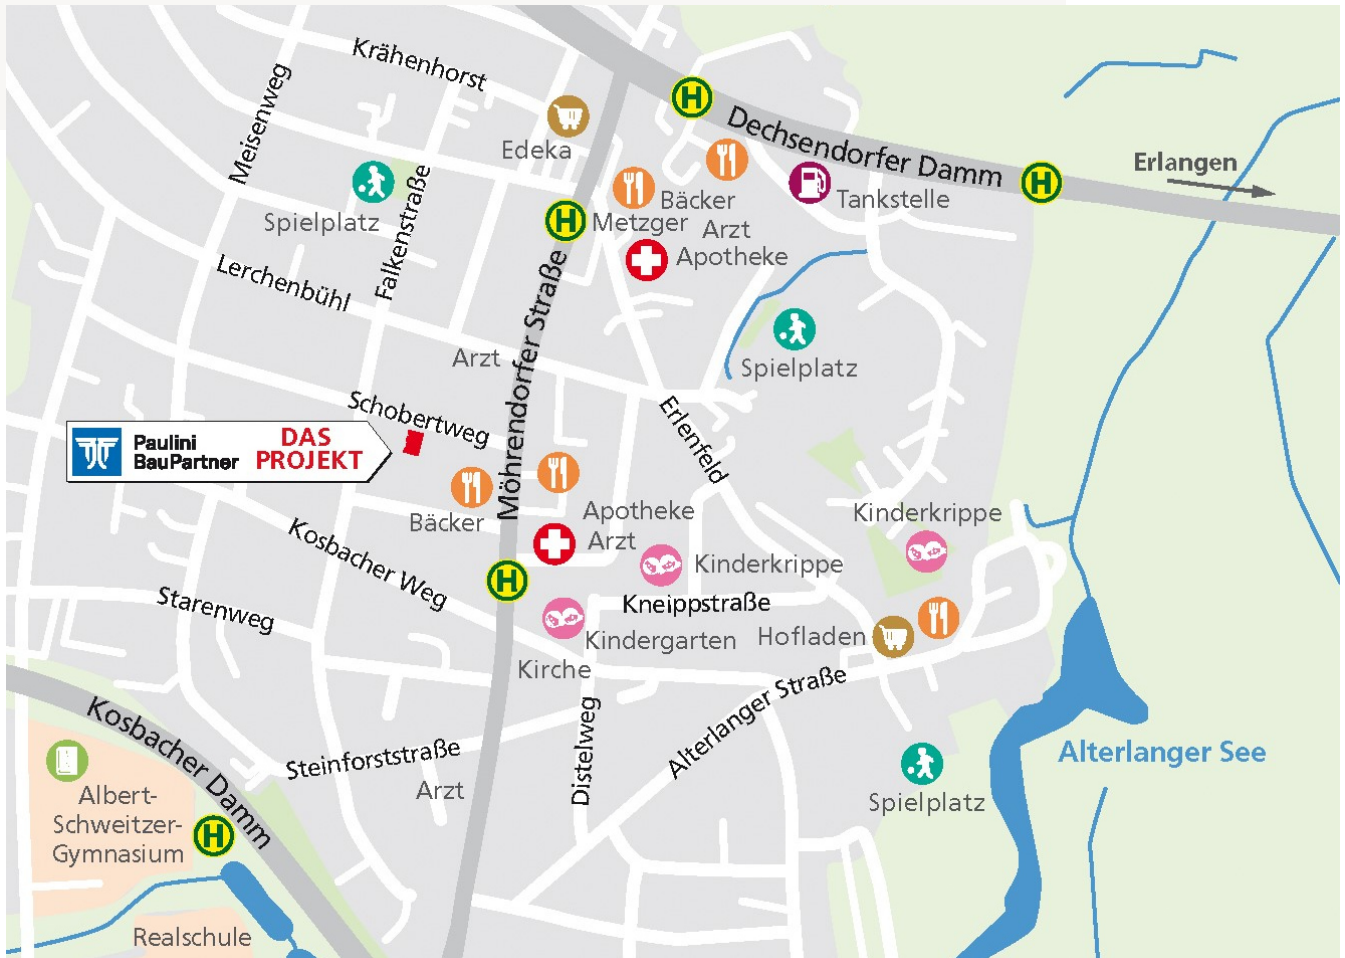 Krähenhorst
Meisenweg
H
Dechsendorfer Damm
Edeka
Erlangen
H
Spielplatz
Falkenstraße
Bäcker
Tankstelle
H
Metzger
Arzt
Apotheke
Lerchenbühl
Möhrendorfer Straße
Arzt
Spielplatz
Schobertweg
Erlenfeld
Paulini
BauPartner
DAS
PROJEKT
Bäcker
Apotheke
Arzt
Kinderkrippe
Kosbacher Weg
Kinderkrippe
H
Starenweg
Kneippstraße
Kindergarten
Hofladen
Kirche
Alterlanger Straße
Kosbacher Damm
Steinforststraße
Distelweg
Alterlanger See
Arzt
Spielplatz
Albert-
Schweitzer-
Gymnasium
H
Realschule